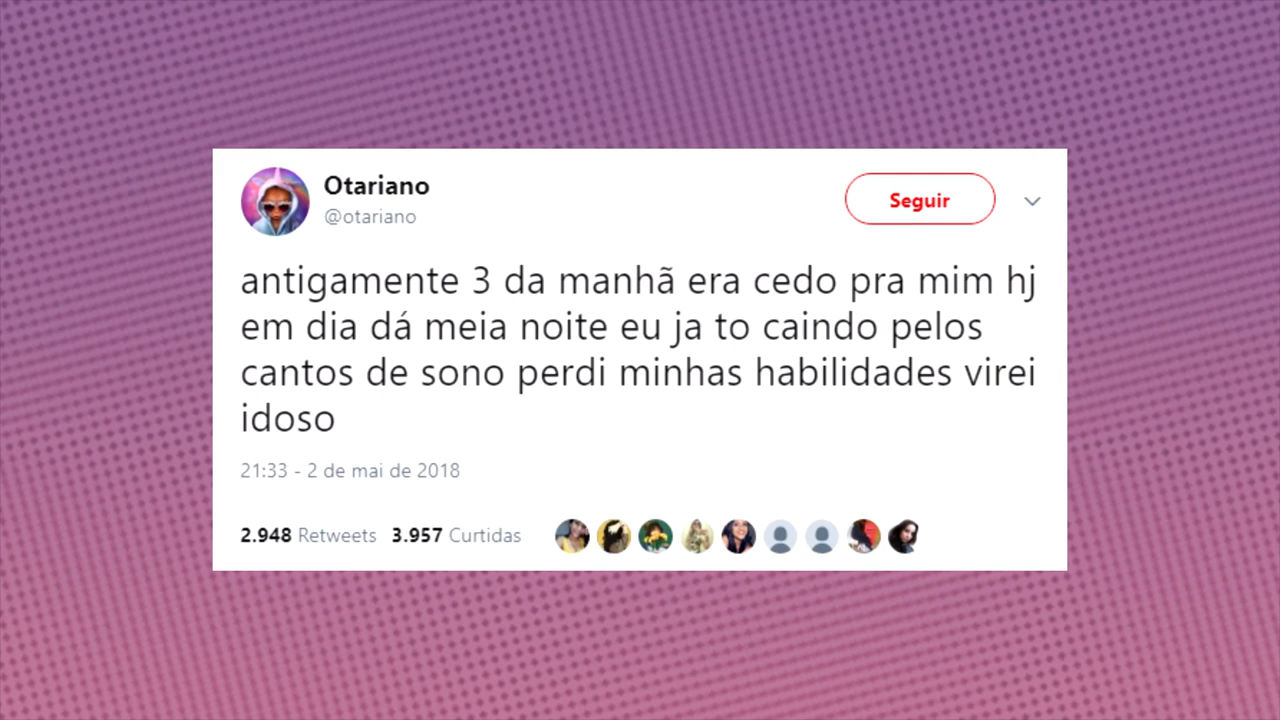 Otariano
@otariano
Seguir
antigamente 3 da manhã era cedo pra mim hj
em dia dá meia noite eu ja to caindo pelos
cantos de sono perdi minhas habilidades virei
idoso
21:33 - 2 de mai de 2018
2.948 Retweets 3.957 Curtidas